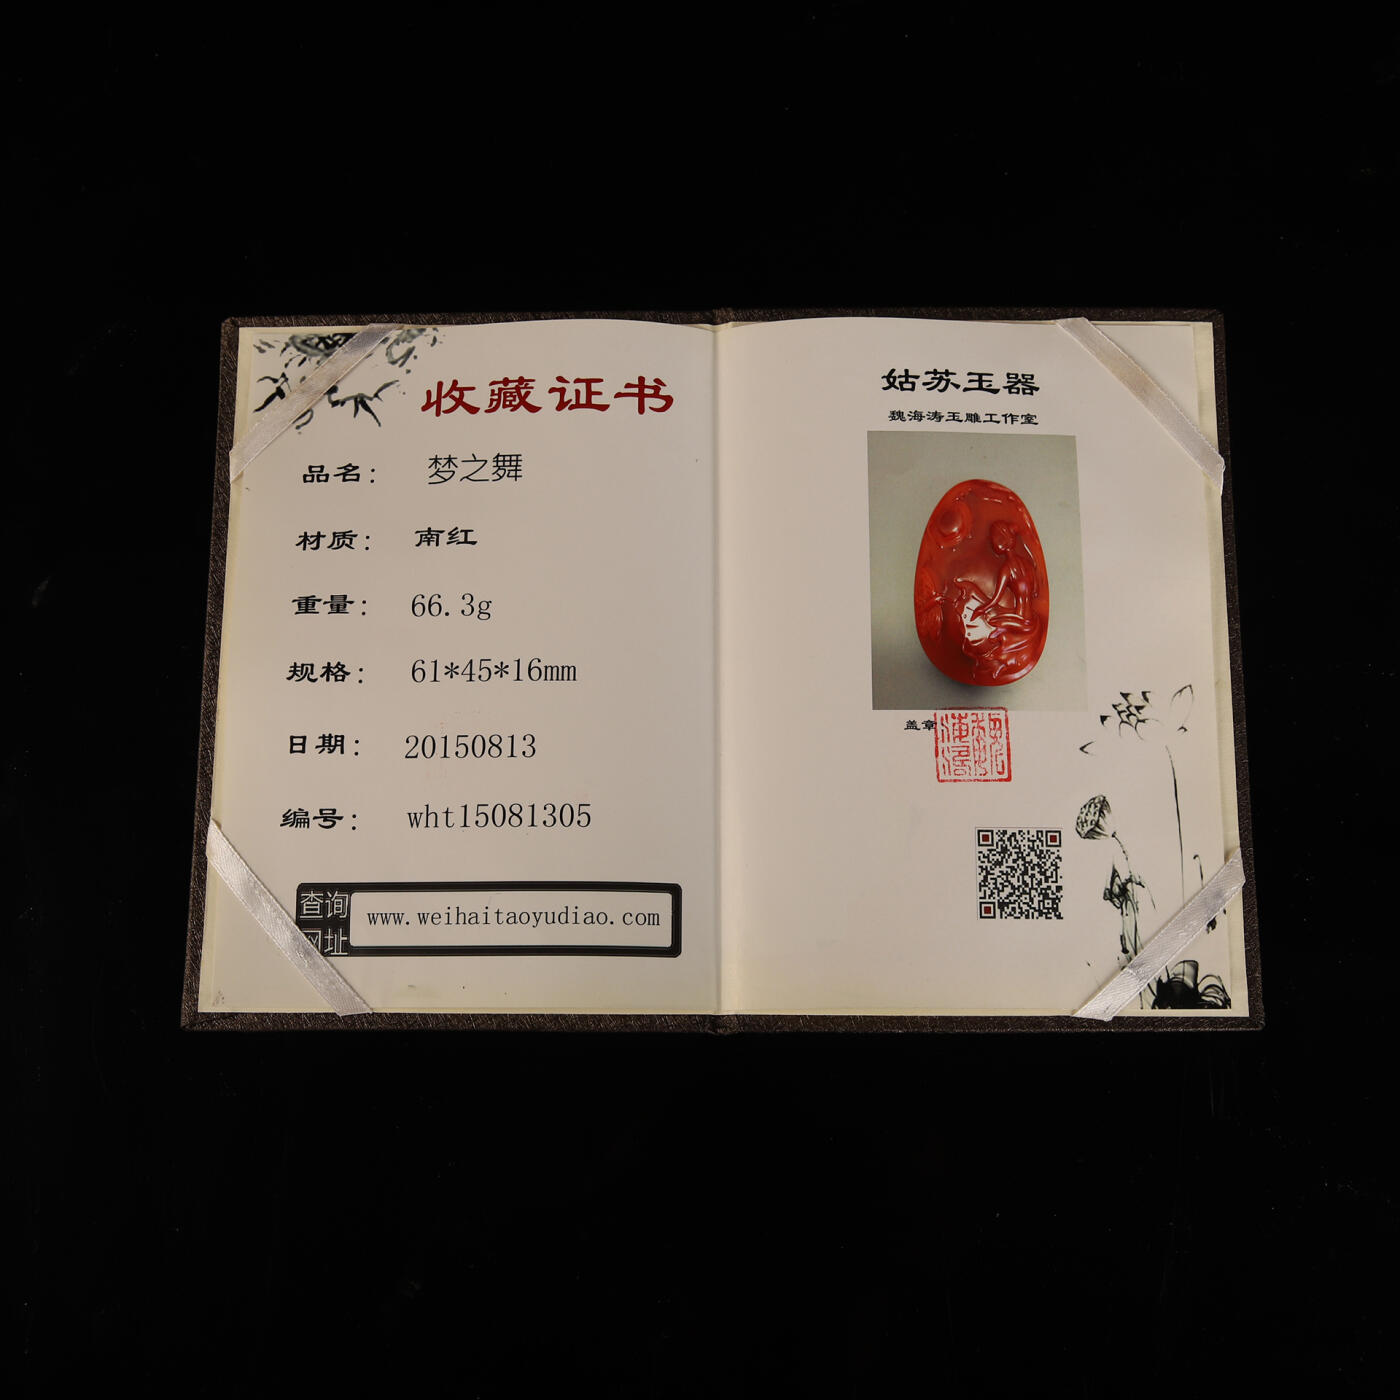 收藏证书
品名： 梦之舞
材质： 南红
重量： 66.3g
规格： 61*45*16mm
日期： 20150813
编号： wht15081305
查询网址 www.weihaitaoyudiao.com
姑苏玉器
魏海涛玉雕工作室
盖章